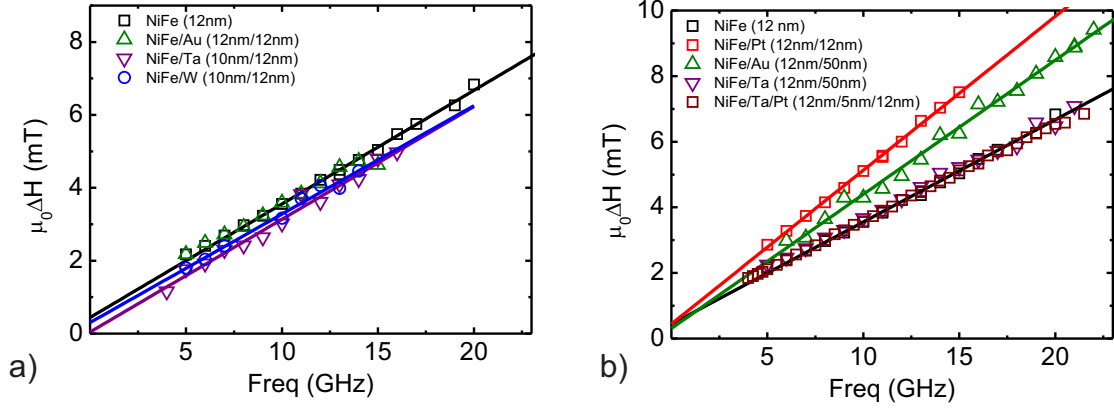 NiFe (12nm)
NiFe/Au (12nm/12nm)
NiFe/Ta (10nm/12nm)
NiFe/W (10nm/12nm)
8
6
4
2
0
μ₀ΔH (mT)
5
10
15
20
Freq (GHz)
a)
NiFe (12 nm)
NiFe/Pt (12nm/12nm)
NiFe/Au (12nm/50nm)
NiFe/Ta (12nm/50nm)
NiFe/Ta/Pt (12nm/5nm/12nm)
10
8
6
4
2
0
μ₀ΔH (mT)
5
10
15
20
Freq (GHz)
b)